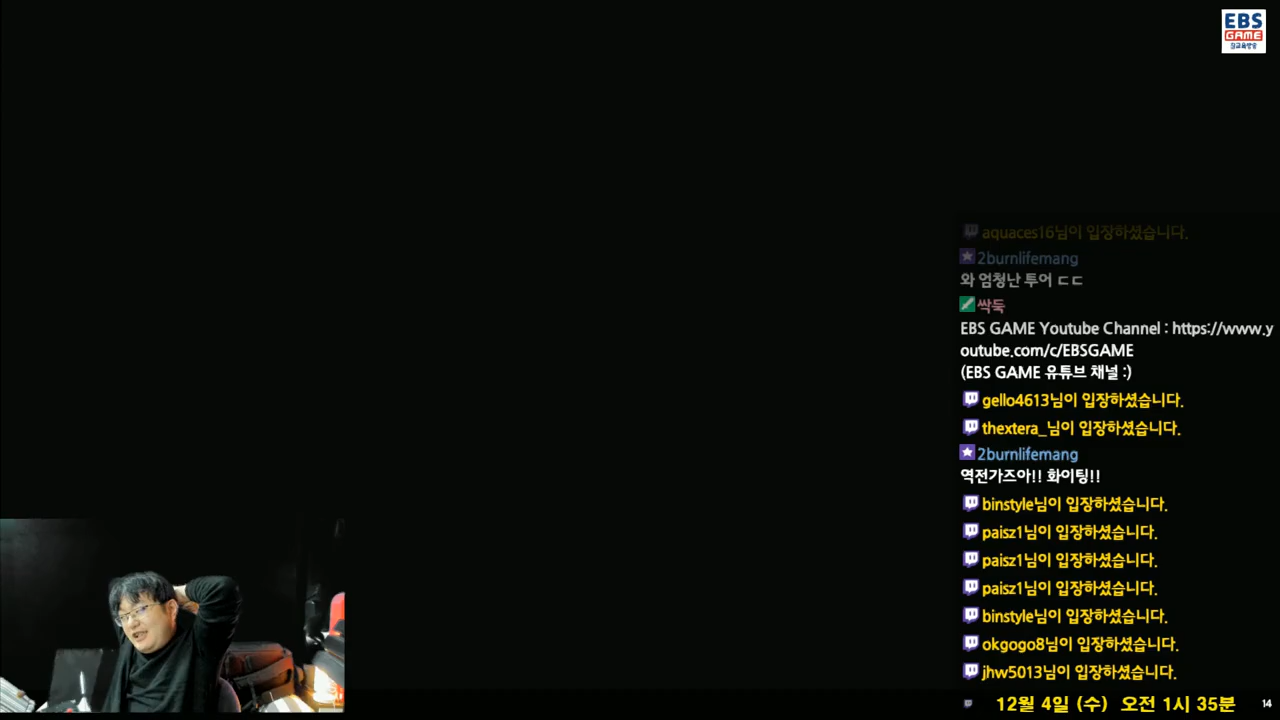 EBS
GAME
참교육방송
aquaces16님이 입장하셨습니다.
2burnlifemang
와 엄청난 투어 ㄷㄷ
싹둑
EBS GAME Youtube Channel : https://www.y
outube.com/c/EBSGAME
(EBS GAME 유튜브 채널 :)
gello4613님이 입장하셨습니다.
thextera_님이 입장하셨습니다.
2burnlifemang
역전가즈아!! 화이팅!!
binstyle님이 입장하셨습니다.
paisz1님이 입장하셨습니다.
paisz1님이 입장하셨습니다.
paisz1님이 입장하셨습니다.
binstyle님이 입장하셨습니다.
okgogo8님이 입장하셨습니다.
jhw5013님이 입장하셨습니다.
12월 4일 (수) 오전 1시 35분
14